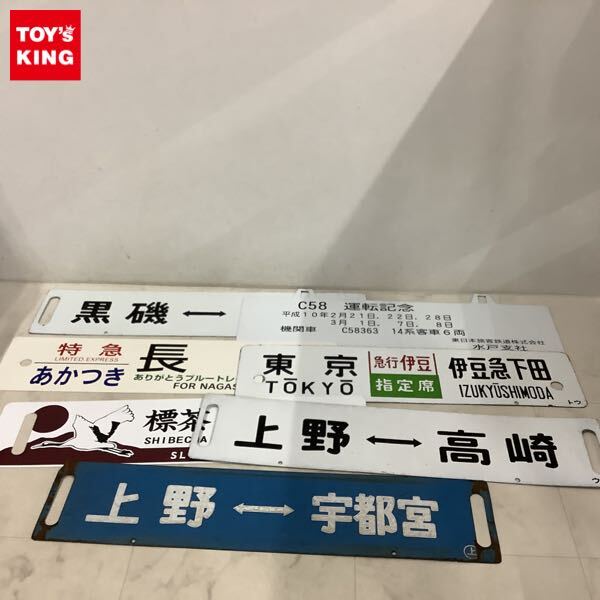 TOY'S
KING
黒磯 ↔
C58 運転記念
平成10年2月21日, 22日, 28日
3月 1日, 7日, 8日
機関車 C58363 14系客車6両
東日本旅客鉄道株式会社
水戸支社
特急
LIMITED EXPRESS
あかつき
長
ありがとうブルートレ
FOR NAGAS
東京
TŌKYŌ
急行伊豆
指定席
伊豆急下田
IZUKYŪSHIMODA
トウ
標茶
SHIBECHA
SL
上野 ↔ 高崎
上野 ↔ 宇都宮
上